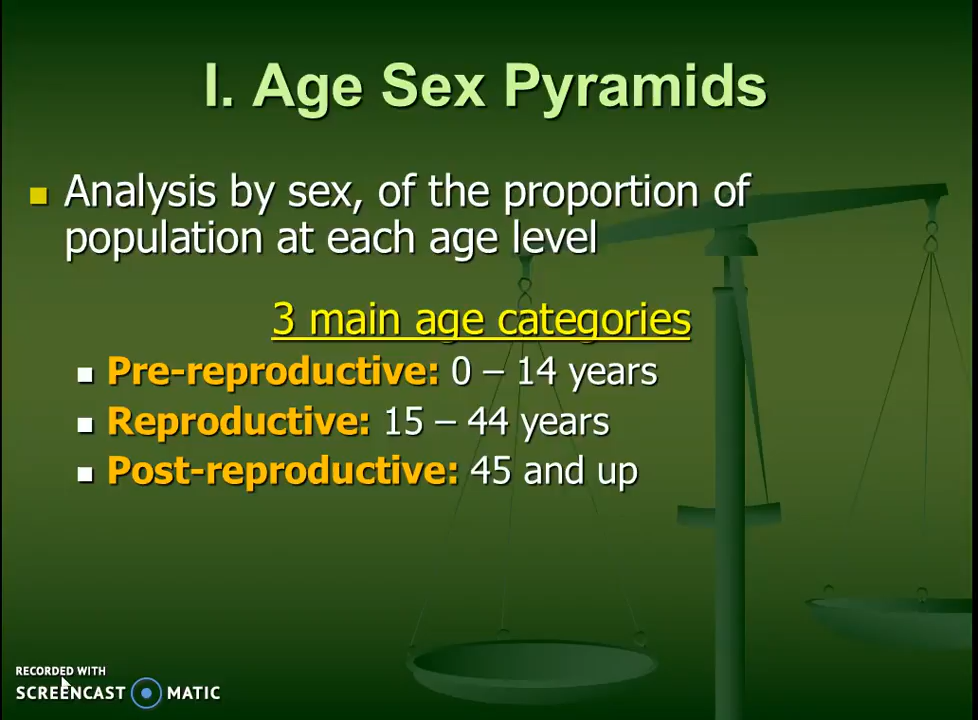 I. Age Sex Pyramids
Analysis by sex, of the proportion of
population at each age level
3 main age categories
Pre-reproductive: 0 – 14 years
Reproductive: 15 – 44 years
Post-reproductive: 45 and up
RECORDED WITH
SCREENCAST MATIC